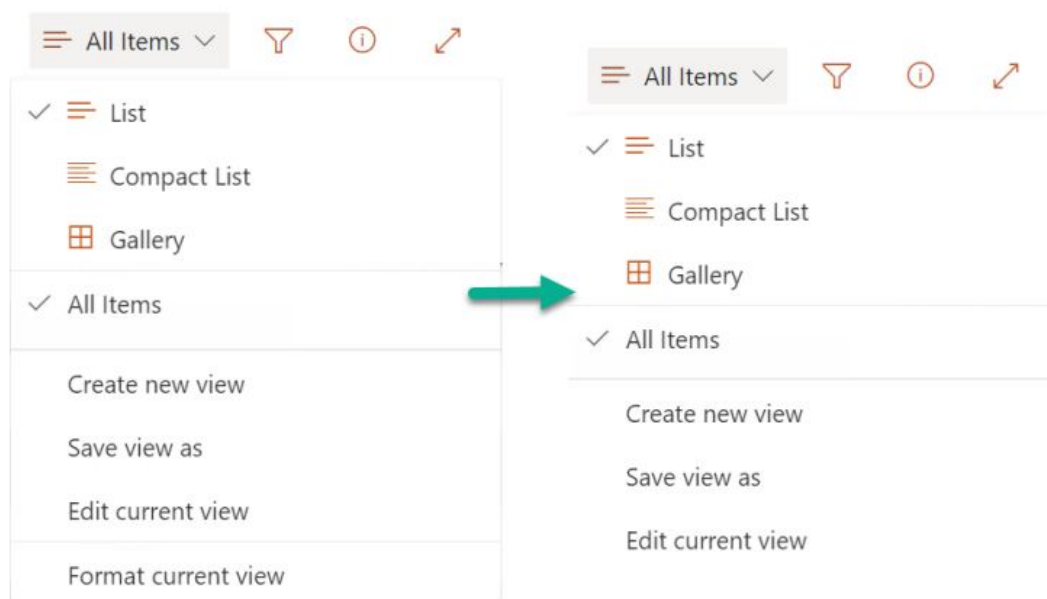 All Items
List
Compact List
Gallery
All Items
Create new view
Save view as
Edit current view
Format current view
All Items
List
Compact List
Gallery
All Items
Create new view
Save view as
Edit current view